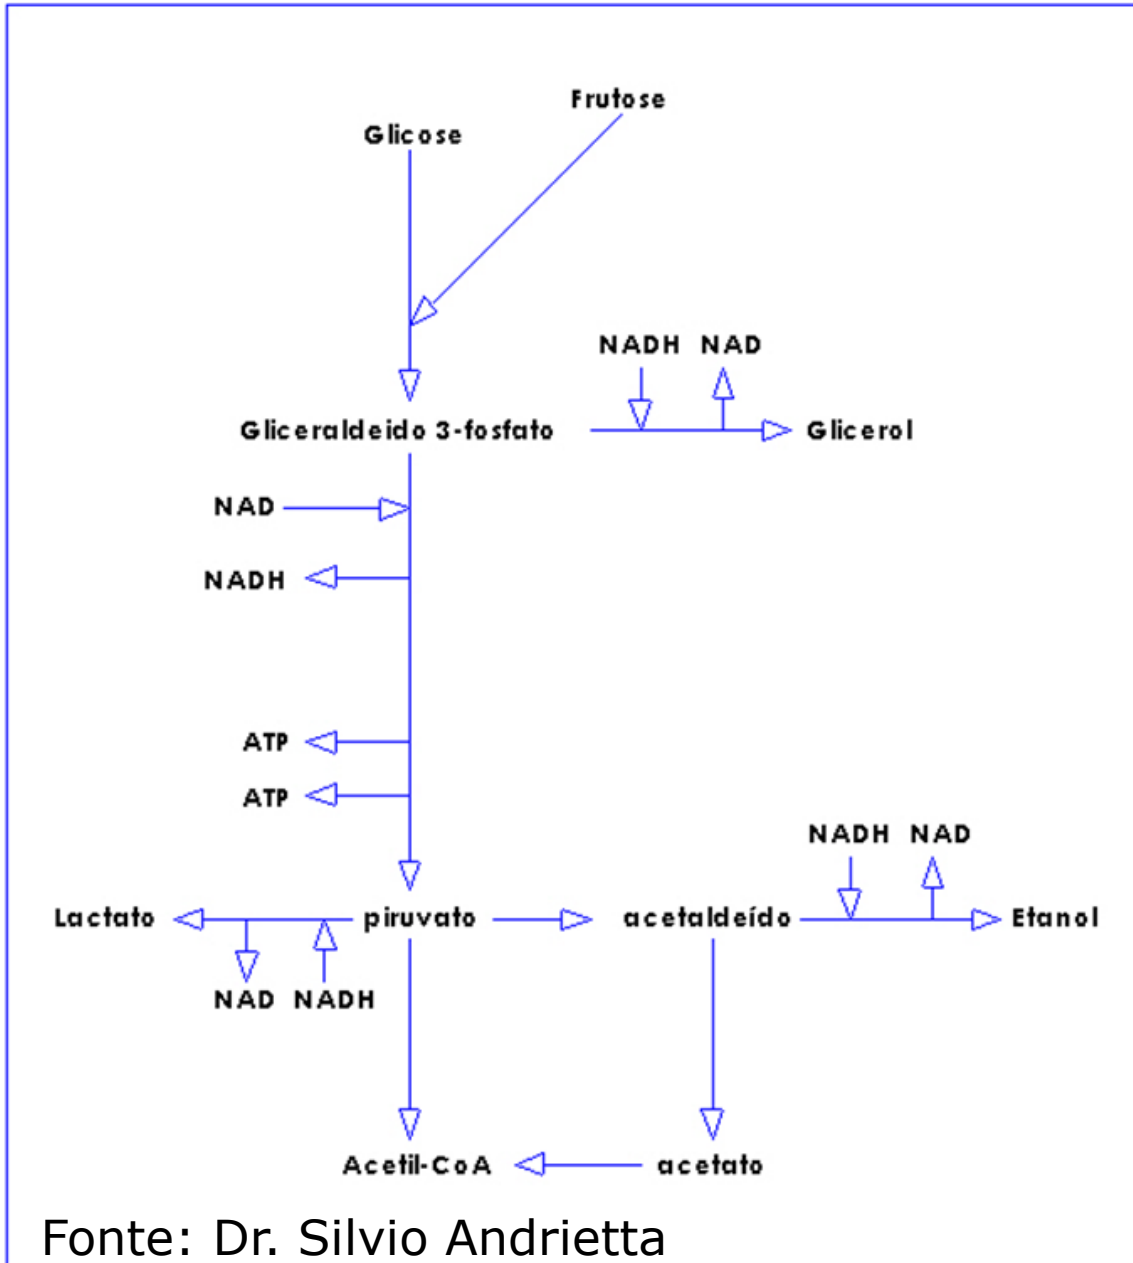 Frutose
Glicose
NADH NAD
Gliceraldeido 3-fosfato
Glicerol
NAD
NADH
ATP
ATP
NADH NAD
Lactato
piruvato
acetaldeído
Etanol
NAD NADH
Acetil-CoA
acetato
Fonte: Dr. Silvio Andrietta